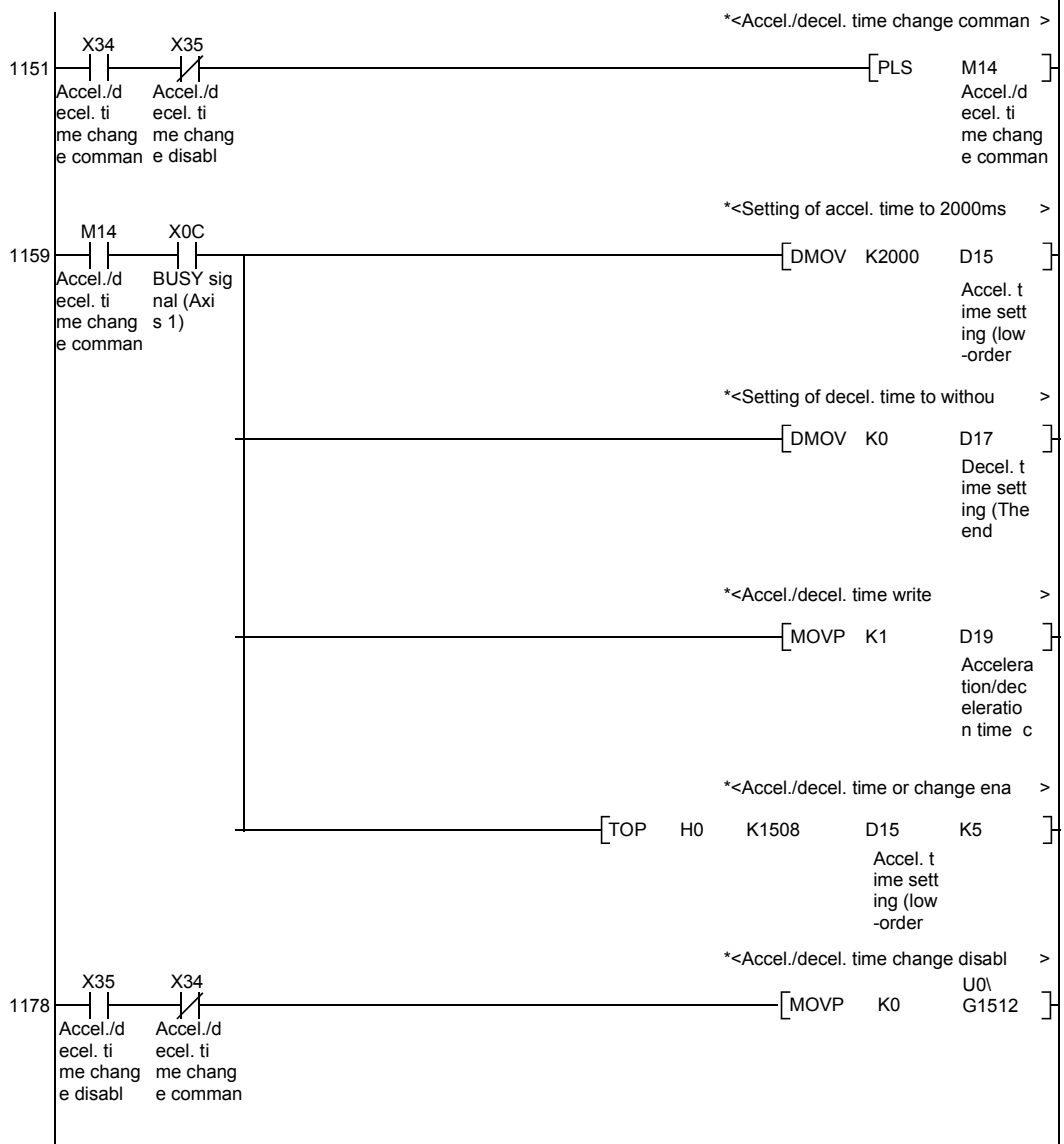 *<Accel./decel. time change comman >
X34 X35
1151 PLS M14
Accel./d Accel./d Accel./d
ecel. ti ecel. ti ecel. ti
me chang me chang me chang
e comman e disabl e comman
*<Setting of accel. time to 2000ms >
M14 X0C
1159 DMOV K2000 D15
Accel./d BUSY sig Accel. t
ecel. ti nal (Axi ime sett
me chang s 1) ing (low
e comman -order
*<Setting of decel. time to withou >
DMOV K0 D17
Decel. t
ime sett
ing (The
end
*<Accel./decel. time write >
MOVP K1 D19
Accelera
tion/dec
eleratio
n time c
*<Accel./decel. time or change ena >
TOP H0 K1508 D15 K5
Accel. t
ime sett
ing (low
-order
*<Accel./decel. time change disabl >
X35 X34 U0\
1178 MOVP K0 G1512
Accel./d Accel./d
ecel. ti ecel. ti
me chang me chang
e disabl e comman